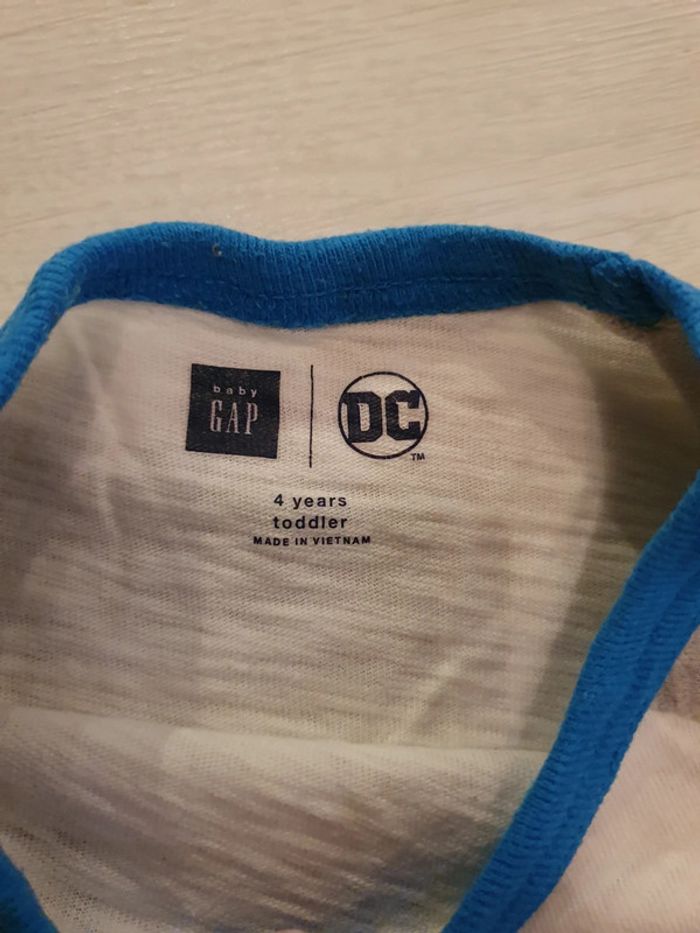 baby
GAP
DC
TM
4 years
toddler
MADE IN VIETNAM